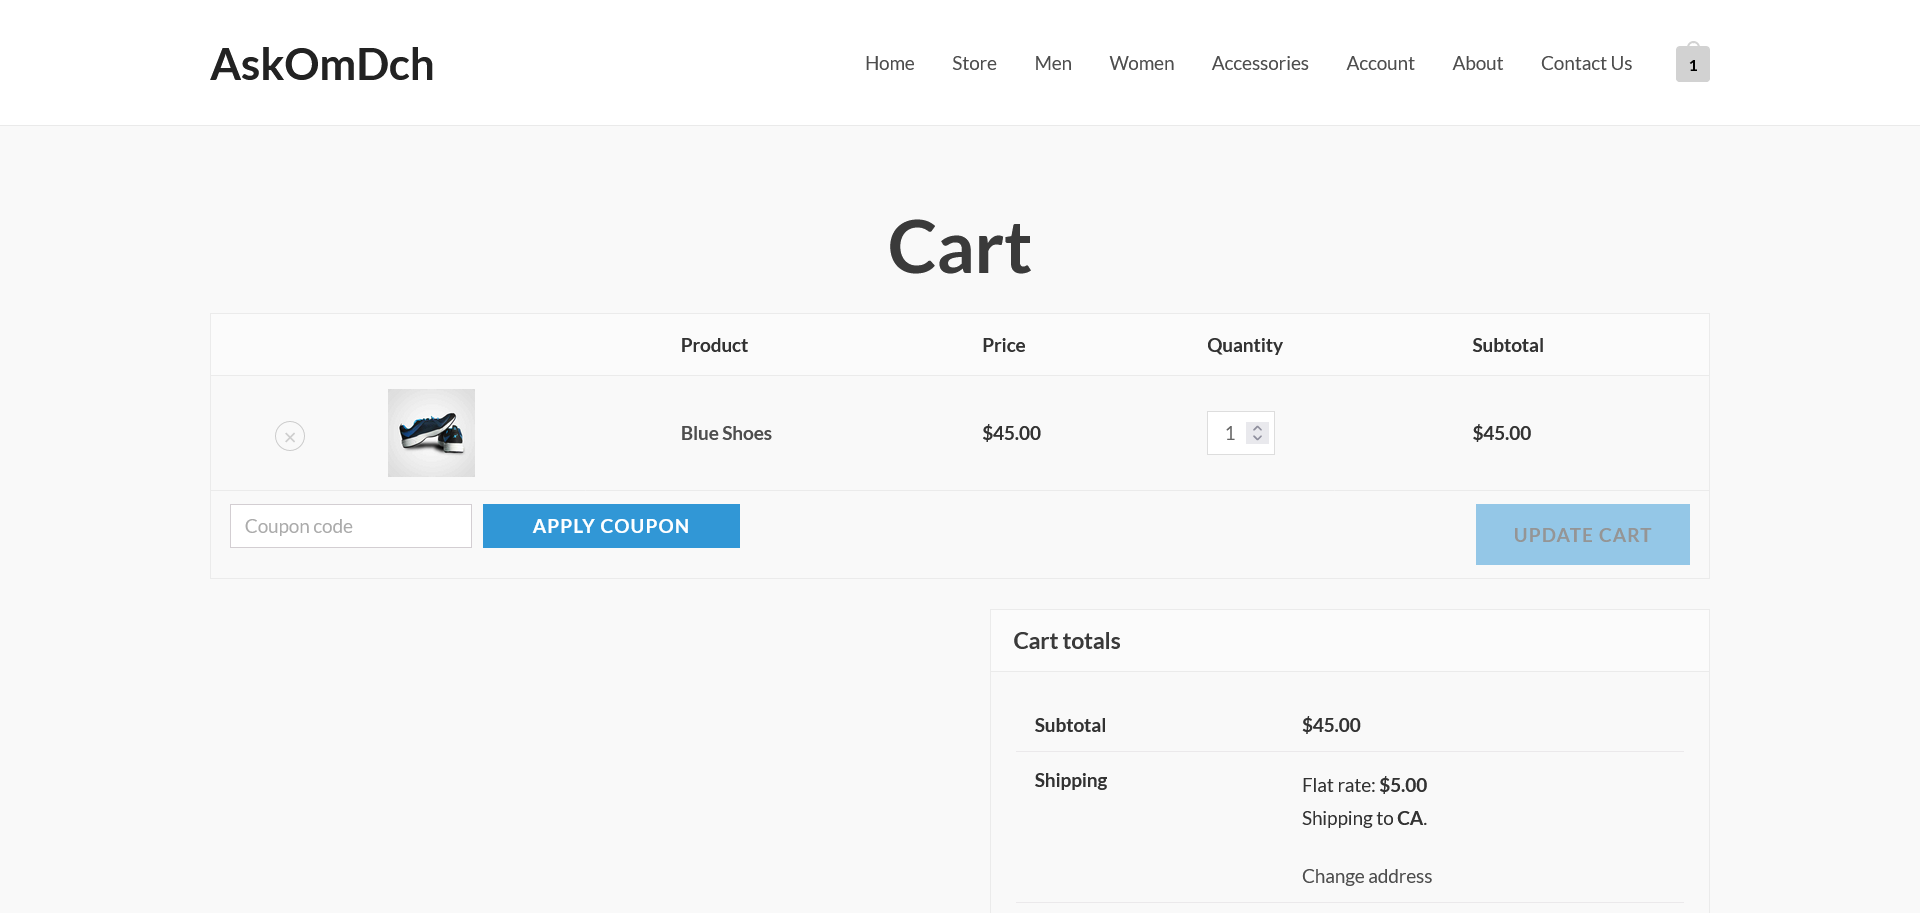 AskOmDch
Home Store Men Women Accessories Account About Contact Us 1
Cart
Product Price Quantity Subtotal
× Blue Shoes $45.00 1 $45.00
Coupon code APPLY COUPON UPDATE CART
Cart totals
Subtotal $45.00
Shipping Flat rate: $5.00
Shipping to CA.
Change address